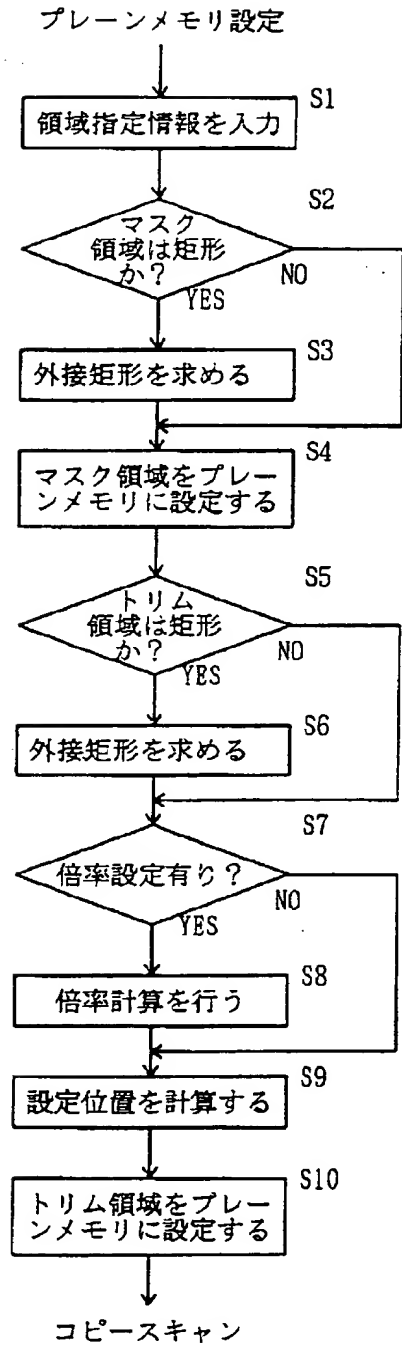 プレーンメモリ設定
S1
領域指定情報を入力
S2
マスク
領域は矩形
か?
NO
YES
S3
外接矩形を求める
S4
マスク領域をプレー
ンメモリに設定する
S5
トリム
領域は矩形
か?
NO
YES
S6
外接矩形を求める
S7
倍率設定有り?
NO
YES
S8
倍率計算を行う
S9
設定位置を計算する
S10
トリム領域をプレー
ンメモリに設定する
コピースキャン